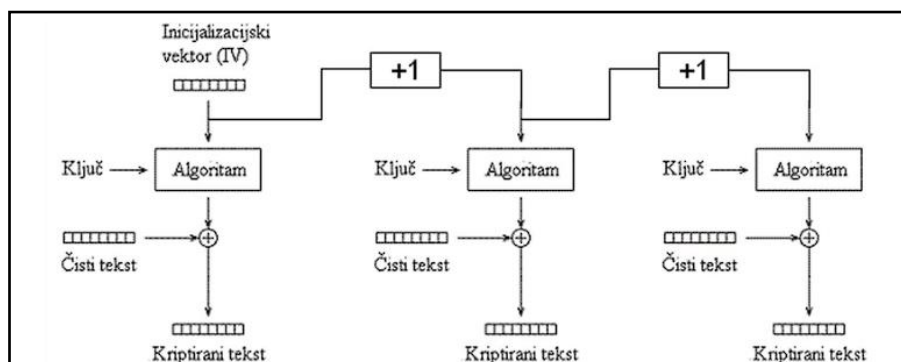 Inicijalizacijski
vektor (IV)
+1
+1
Ključ
Algoritam
Ključ
Algoritam
Ključ
Algoritam
Čisti tekst
Čisti tekst
Čisti tekst
Kriptirani tekst
Kriptirani tekst
Kriptirani tekst